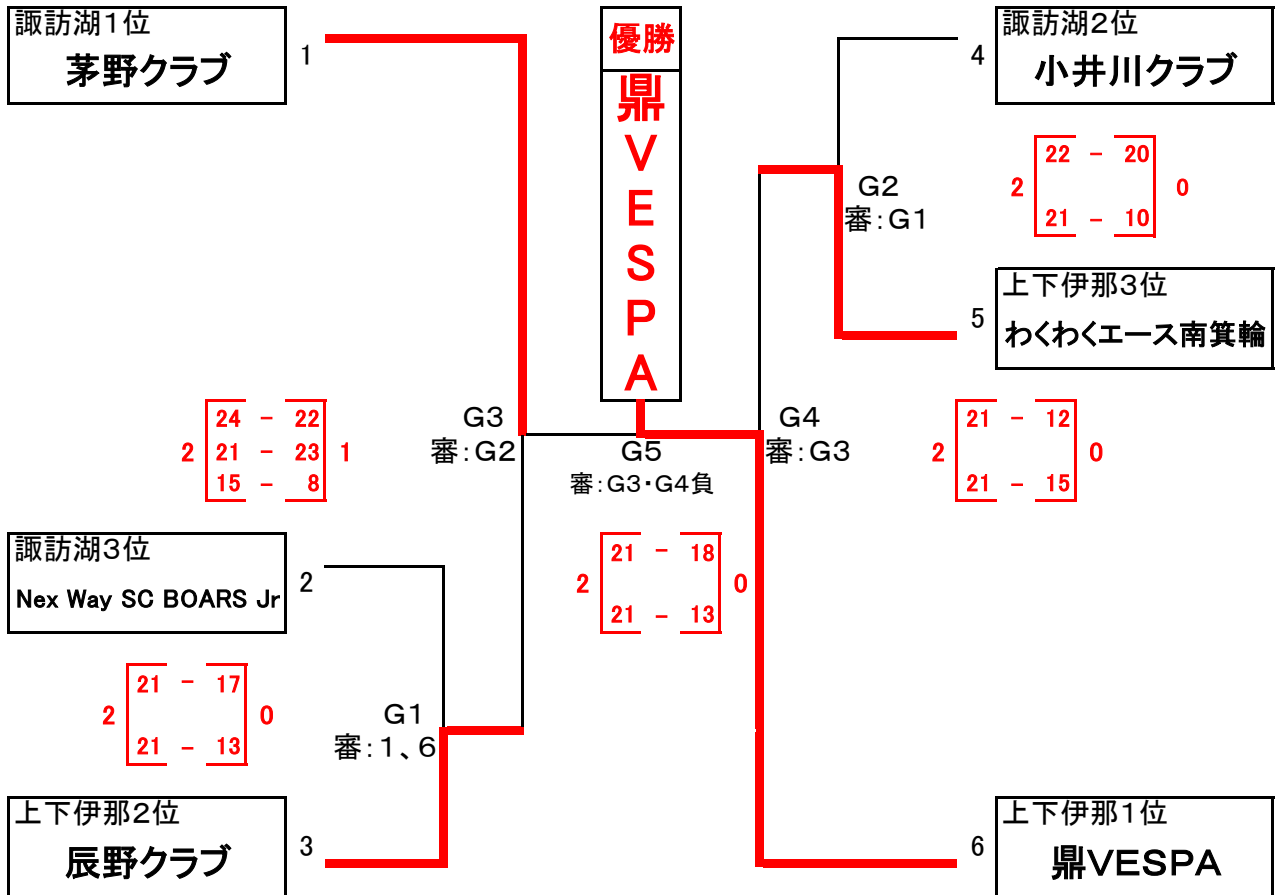 諏訪湖1位
茅野クラブ
1
優勝
鼎VESPA
4
諏訪湖2位
小井川クラブ
G2
審:G1
2
22 - 20
21 - 10
0
5
上下伊那3位
わくわくエース南箕輪
2
24 - 22
21 - 23
15 - 8
1
G3
審:G2
G5
審:G3・G4負
G4
審:G3
2
21 - 12
21 - 15
0
諏訪湖3位
Nex Way SC BOARS Jr
2
2
21 - 18
21 - 13
0
2
21 - 17
21 - 13
0
G1
審:1、6
上下伊那2位
辰野クラブ
3
6
上下伊那1位
鼎VESPA